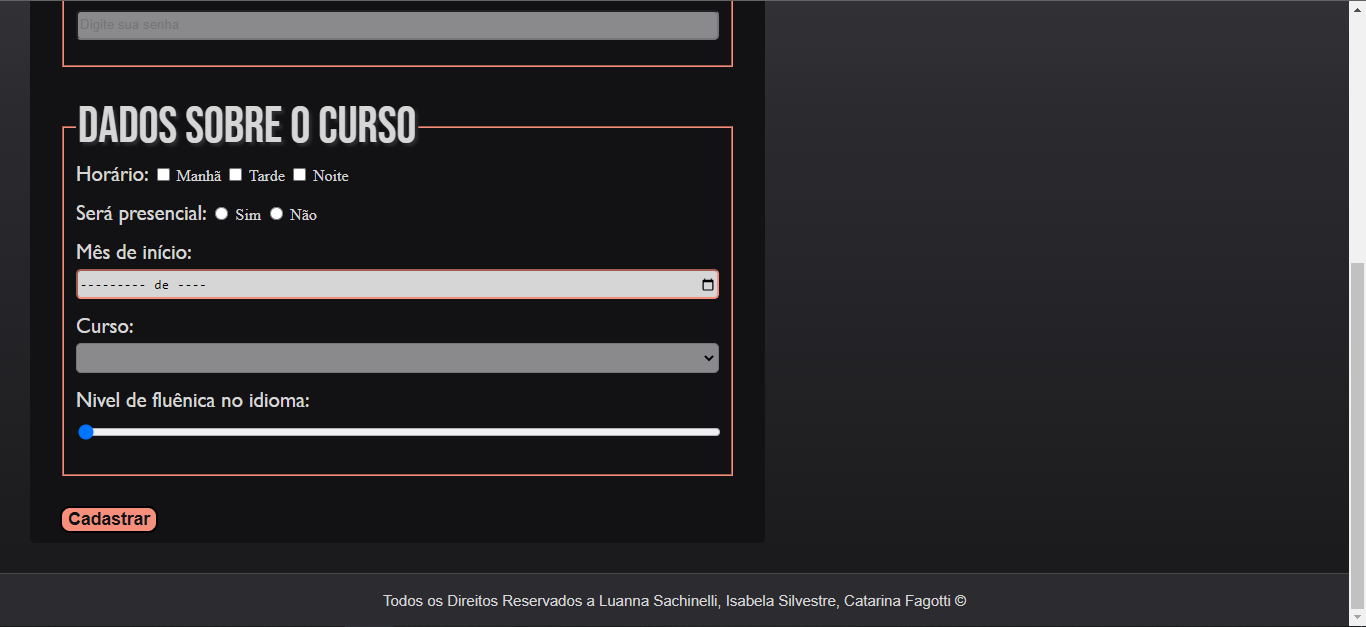 Digite sua senha
DADOS SOBRE O CURSO
Horário: Manhã Tarde Noite
Será presencial: Sim Não
Mês de início:
--------- de ----
Curso:
Nivel de fluênica no idioma:
Cadastrar
Todos os Direitos Reservados a Luanna Sachinelli, Isabela Silvestre, Catarina Fagotti ©